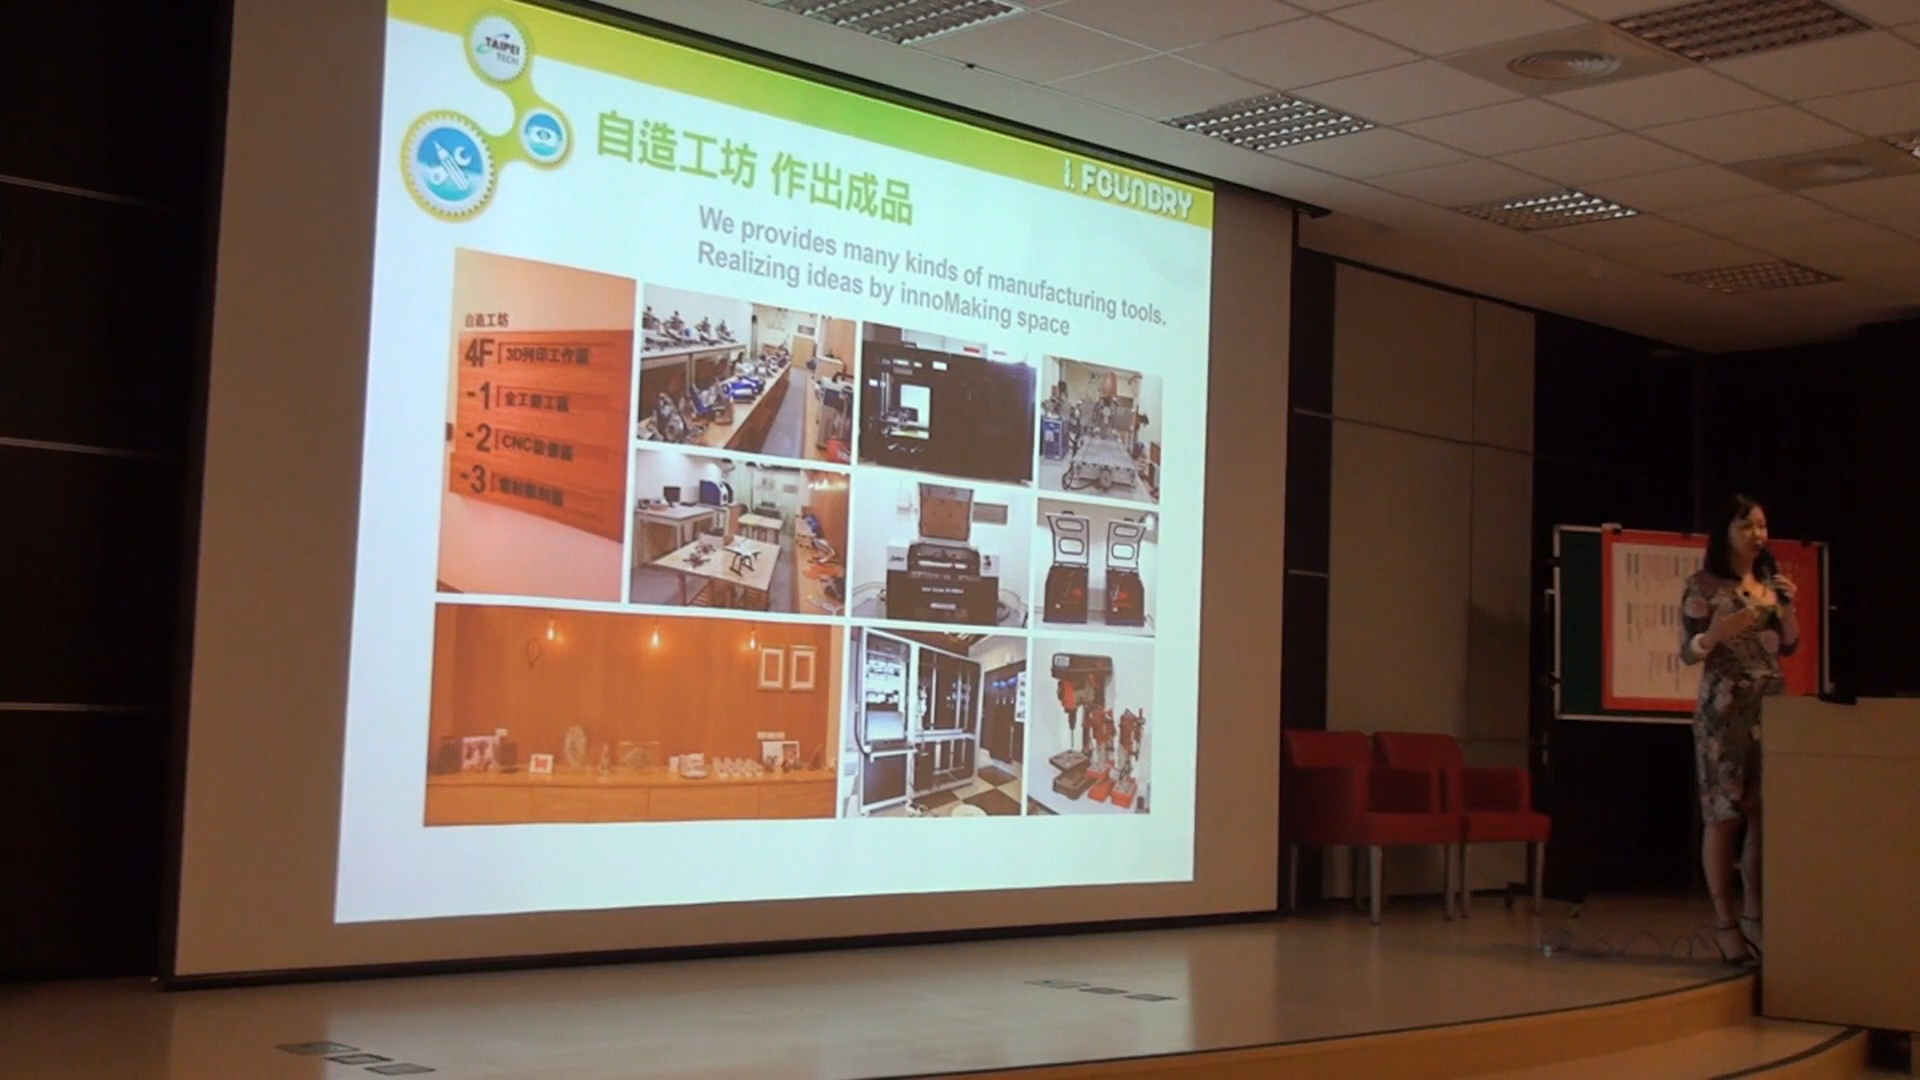 TAIPEI
TECH
自造工坊 作出成品
I. FOUNDRY
We provides many kinds of manufacturing tools.
Realizing ideas by innoMaking space
自造工坊
4F 3D列印工作區
-1 金工鉗工區
-2 CNC設備區
-3